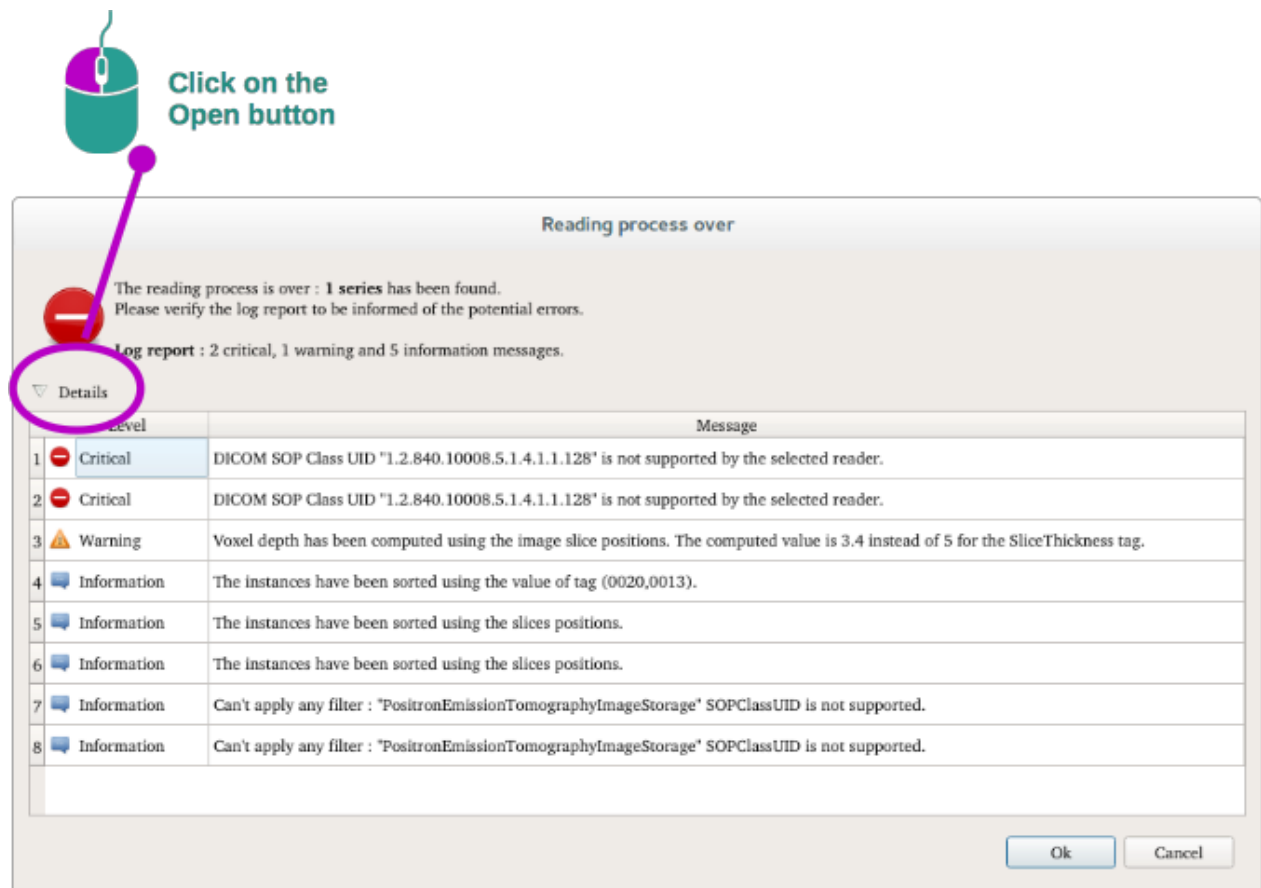 Click on the
Open button
Reading process over
The reading process is over : 1 series has been found.
Please verify the log report to be informed of the potential errors.
Log report : 2 critical, 1 warning and 5 information messages.
Details
Level Message
1 Critical DICOM SOP Class UID "1.2.840.10008.5.1.4.1.1.128" is not supported by the selected reader.
2 Critical DICOM SOP Class UID "1.2.840.10008.5.1.4.1.1.128" is not supported by the selected reader.
3 Warning Voxel depth has been computed using the image slice positions. The computed value is 3.4 instead of 5 for the SliceThickness tag.
4 Information The instances have been sorted using the value of tag (0020,0013).
5 Information The instances have been sorted using the slices positions.
6 Information The instances have been sorted using the slices positions.
7 Information Can't apply any filter : "PositronEmissionTomographyImageStorage" SOPClassUID is not supported.
8 Information Can't apply any filter : "PositronEmissionTomographyImageStorage" SOPClassUID is not supported.
Ok Cancel